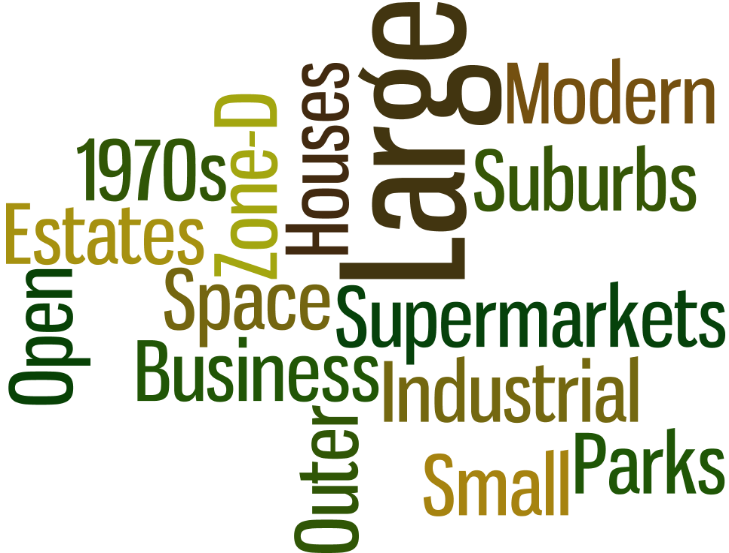 Large
Modern
Houses
Zone-D
1970s
Suburbs
Estates
Open
Space
Supermarkets
Business
Industrial
Outer
Small
Parks